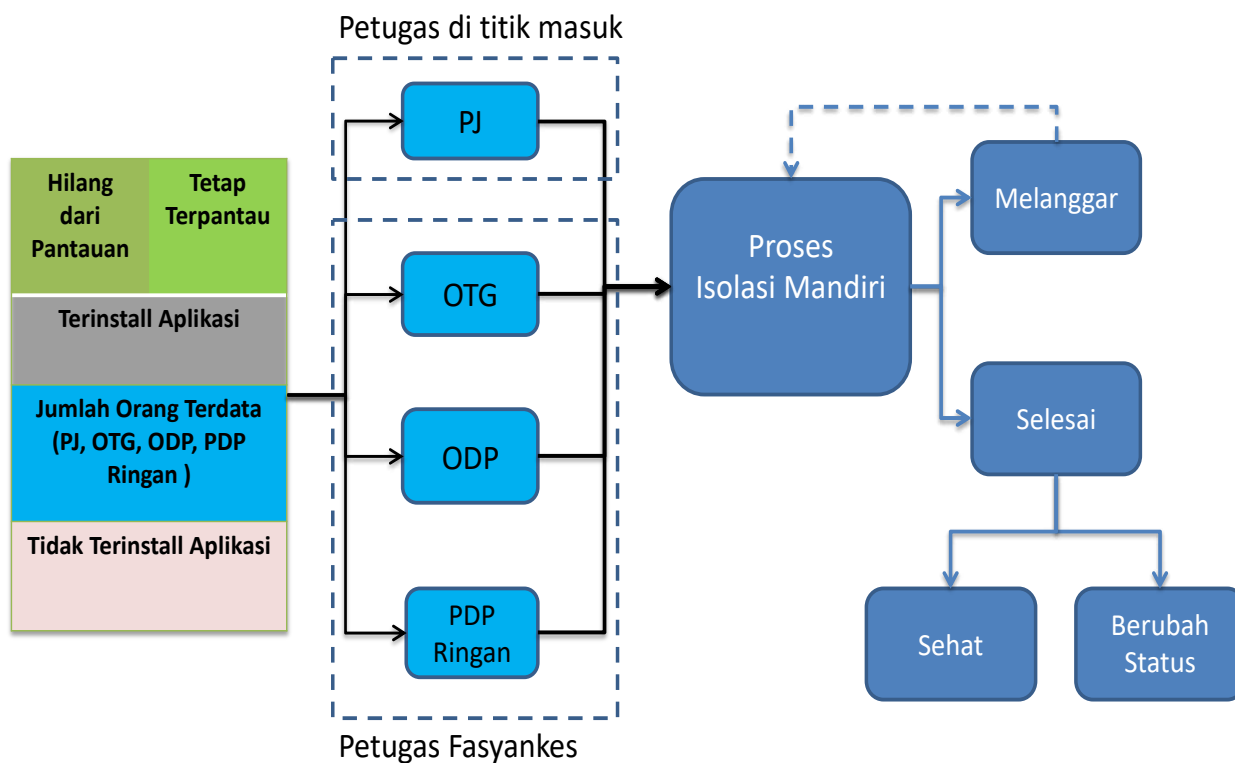 Petugas di titik masuk
PJ
Hilang
dari
Pantauan
Tetap
Terpantau
Terinstall Aplikasi
Jumlah Orang Terdata
(PJ, OTG, ODP, PDP
Ringan )
Tidak Terinstall Aplikasi
OTG
ODP
PDP
Ringan
Petugas Fasyankes
Proses
Isolasi Mandiri
Melanggar
Selesai
Sehat
Berubah
Status